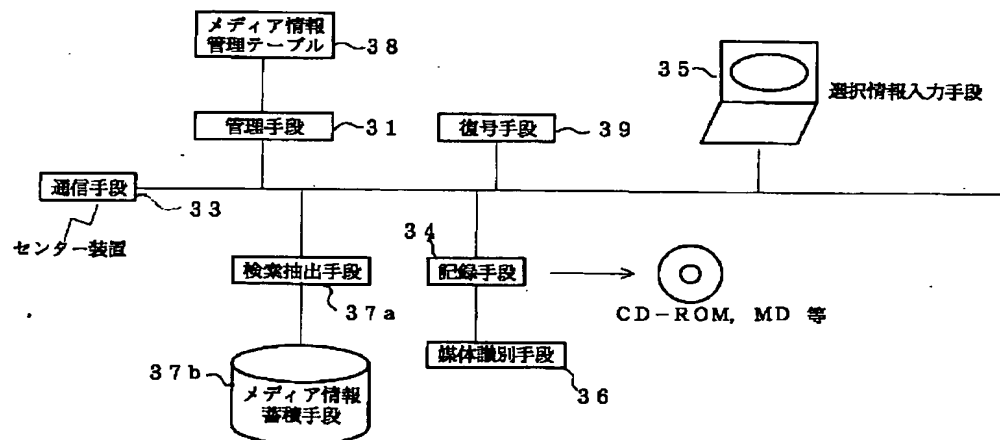 メディア情報
管理テーブル
38
35
選択情報入力手段
管理手段
31
復号手段
39
通信手段
33
センター装置
34
検索抽出手段
記録手段
37a
CD-ROM, MD 等
37b
媒体識別手段
メディア情報
蓄積手段
36